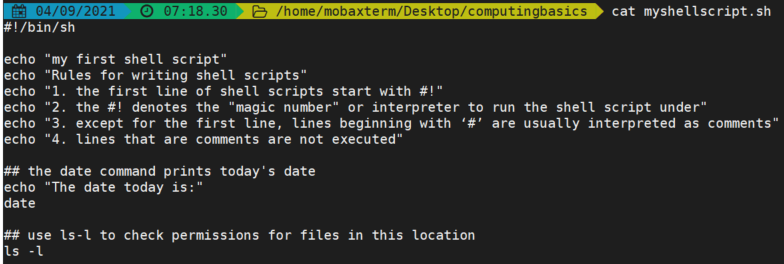 04/09/2021 07:18.30 /home/mobaxterm/Desktop/computingbasics cat myshellscript.sh
#!/bin/sh

echo "my first shell script"
echo "Rules for writing shell scripts"
echo "1. the first line of shell scripts start with #!"
echo "2. the #! denotes the "magic number" or interpreter to run the shell script under"
echo "3. except for the first line, lines beginning with ‘#’ are usually interpreted as comments"
echo "4. lines that are comments are not executed"

## the date command prints today's date
echo "The date today is:"
date

## use ls-l to check permissions for files in this location
ls -l